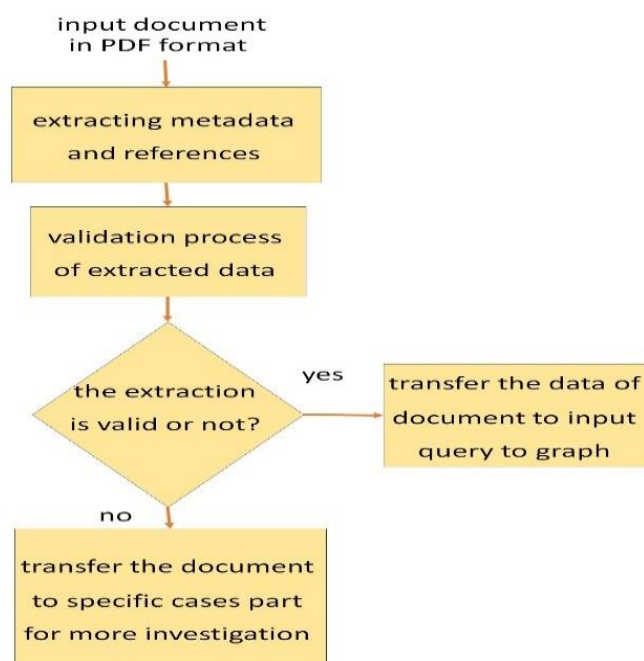 input document
in PDF format
extracting metadata
and references
validation process
of extracted data
the extraction
is valid or not?
yes
transfer the data of
document to input
query to graph
no
transfer the document
to specific cases part
for more investigation